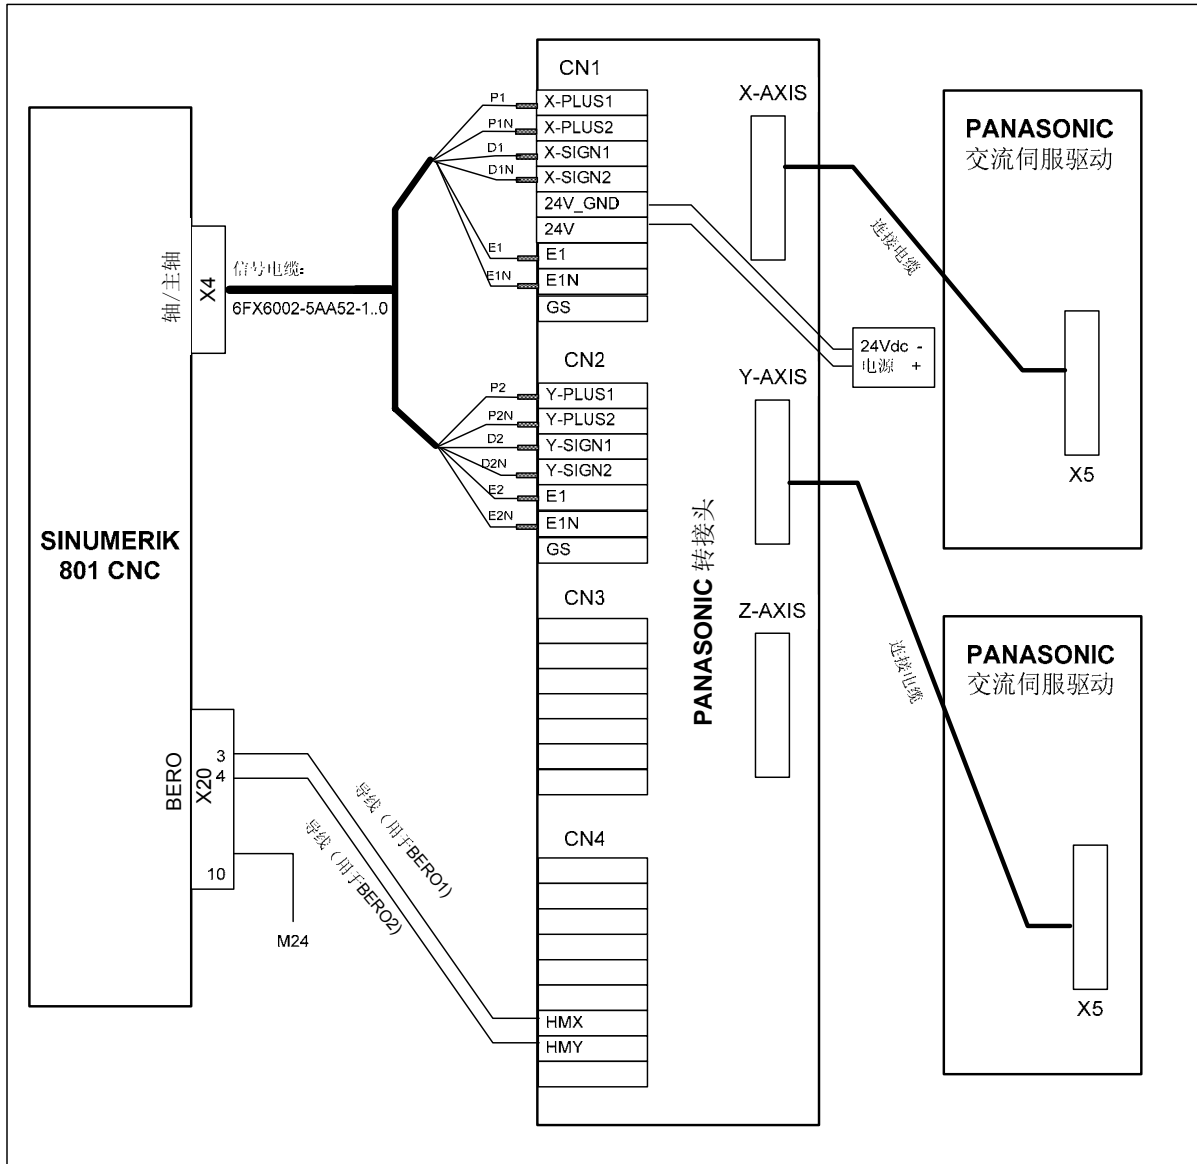 SINUMERIK
801 CNC
轴/主轴
X4
信号电缆:
6FX6002-5AA52-1..0
BERO
X20
3
4
10
M24
导线（用于BERO1)
导线（用于BERO2)
P1
P1N
D1
D1N
E1
E1N
P2
P2N
D2
D2N
E2
E2N
CN1
X-PLUS1
X-PLUS2
X-SIGN1
X-SIGN2
24V_GND
24V
E1
E1N
GS
CN2
Y-PLUS1
Y-PLUS2
Y-SIGN1
Y-SIGN2
E1
E1N
GS
CN3
CN4
HMX
HMY
PANASONIC 转接头
X-AXIS
Y-AXIS
Z-AXIS
24Vdc -
电源 +
连接电缆
连接电缆
PANASONIC
交流伺服驱动
X5
PANASONIC
交流伺服驱动
X5